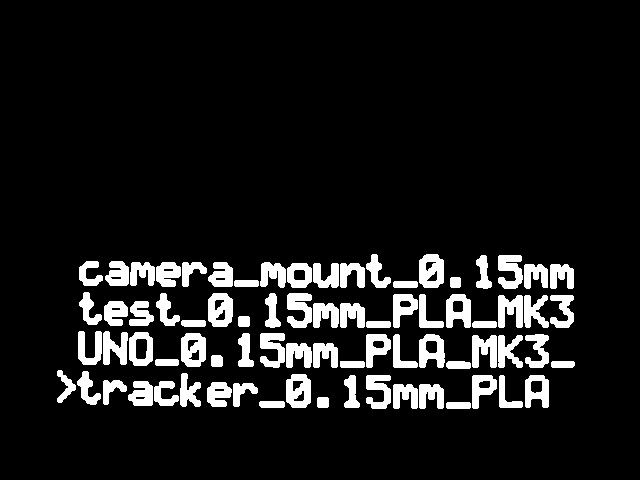 camera_mount_0.15mm
test_0.15mm_PLA_MK3
UNO_0.15mm_PLA_MK3_
>tracker_0.15mm_PLA